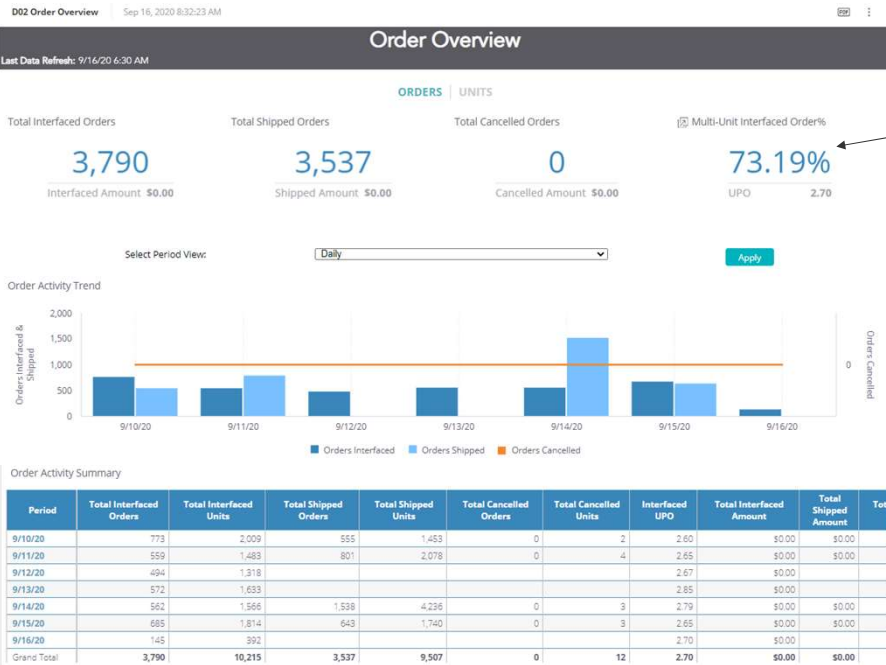 D02 Order Overview Sep 16, 2020 8:32:23 AM PDF
Order Overview
Last Data Refresh: 9/16/20 6:30 AM
ORDERS | UNITS
Total Interfaced Orders Total Shipped Orders Total Cancelled Orders Multi-Unit Interfaced Order%
3,790 3,537 0 73.19%
Interfaced Amount $0.00 Shipped Amount $0.00 Cancelled Amount $0.00 UPO 2.70
Select Period View: Daily Apply
Order Activity Trend
Orders Interfaced & Shipped
2,000
1,500
1,000
500
0
0
Orders Cancelled
9/10/20 9/11/20 9/12/20 9/13/20 9/14/20 9/15/20 9/16/20
Orders Interfaced Orders Shipped Orders Cancelled
Order Activity Summary
Period Total Interfaced Orders Total Interfaced Units Total Shipped Orders Total Shipped Units Total Cancelled Orders Total Cancelled Units Interfaced UPO Total Interfaced Amount Total Shipped Amount Tot
9/10/20 773 2,009 555 1,453 0 2 2.60 $0.00 $0.00
9/11/20 559 1,483 801 2,078 0 4 2.65 $0.00 $0.00
9/12/20 494 1,318 2.67 $0.00
9/13/20 572 1,633 2.85 $0.00
9/14/20 562 1,566 1,538 4,236 0 3 2.79 $0.00 $0.00
9/15/20 685 1,814 643 1,740 0 3 2.65 $0.00 $0.00
9/16/20 145 392 2.70 $0.00
Grand Total 3,790 10,215 3,537 9,507 0 12 2.70 $0.00 $0.00